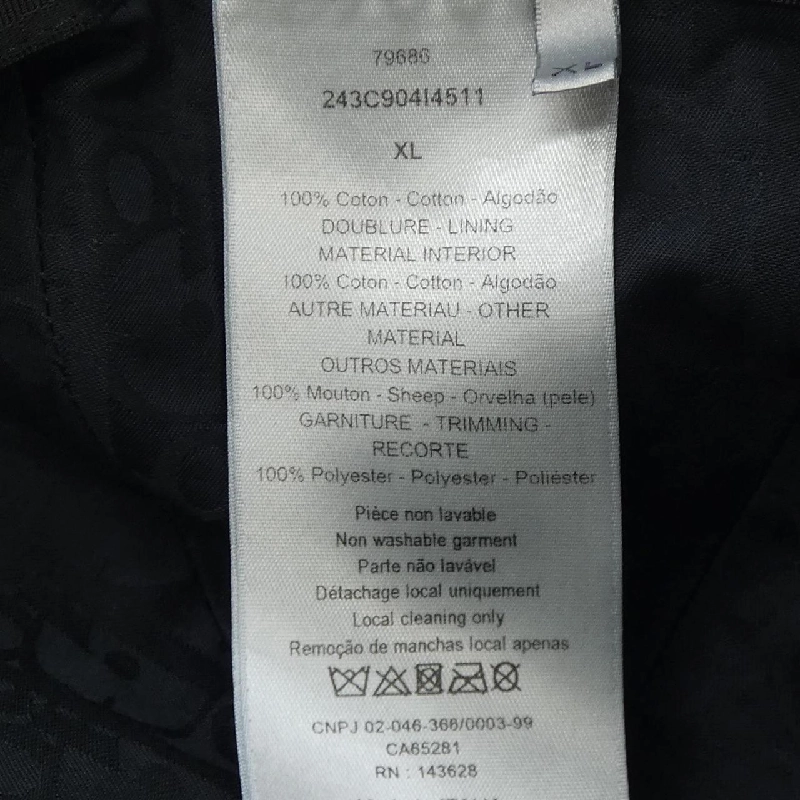 79686
XL
243C904I4511
XL
100% Coton - Cotton - Algodão
DOUBLURE - LINING
MATERIAL INTERIOR
100% Coton - Cotton - Algodão
AUTRE MATERIAU - OTHER
MATERIAL
OUTROS MATERIAIS
100% Mouton - Sheep - Orvelha (pele)
GARNITURE - TRIMMING -
RECORTE
100% Polyester - Polyester - Poliéster
Pièce non lavable
Non washable garment
Parte não lavável
Détachage local uniquement
Local cleaning only
Remoção de manchas local apenas
CNPJ 02-046-366/0003-99
CA65281
RN : 143628